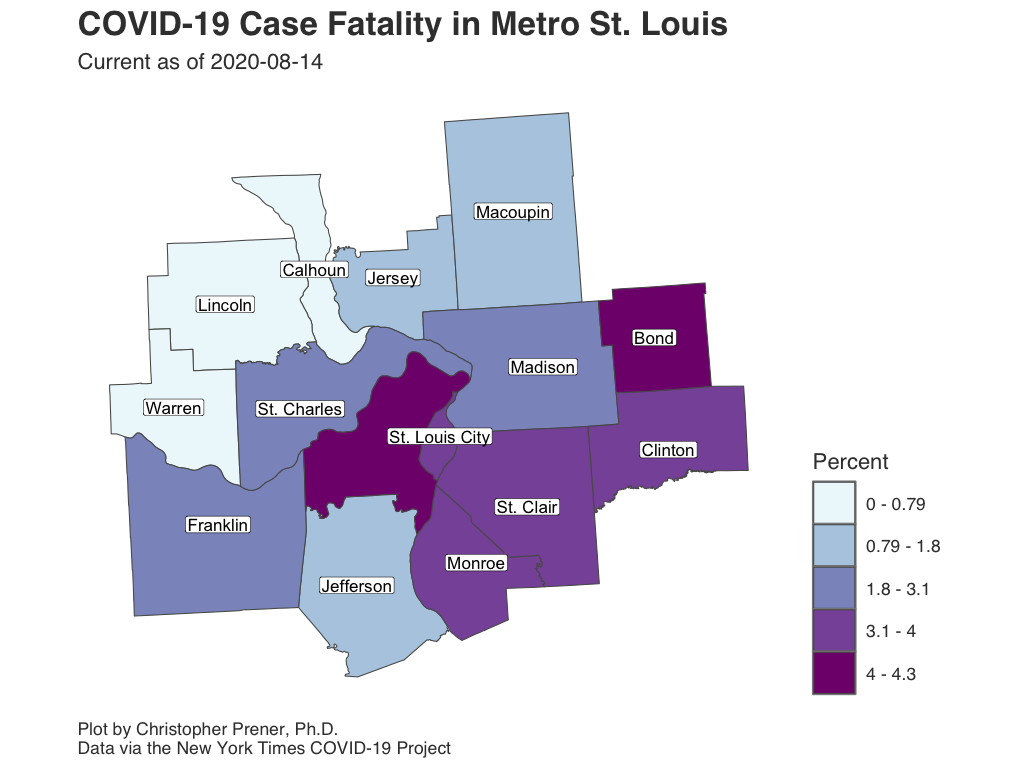 COVID-19 Case Fatality in Metro St. Louis
Current as of 2020-08-14
Macoupin
Calhoun
Jersey
Lincoln
Bond
Madison
Warren
St. Charles
St. Louis City
Clinton
St. Clair
Franklin
Monroe
Jefferson
Percent
0 - 0.79
0.79 - 1.8
1.8 - 3.1
3.1 - 4
4 - 4.3
Plot by Christopher Prener, Ph.D.
Data via the New York Times COVID-19 Project